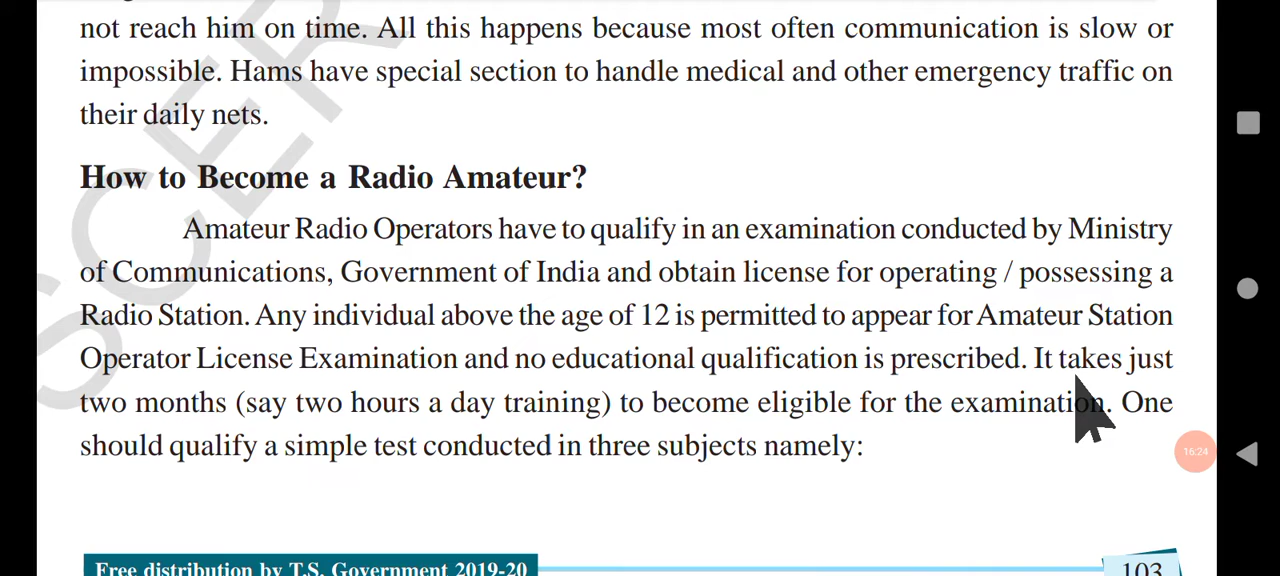 not reach him on time. All this happens because most often communication is slow or
impossible. Hams have special section to handle medical and other emergency traffic on
their daily nets.
How to Become a Radio Amateur?
Amateur Radio Operators have to qualify in an examination conducted by Ministry
of Communications, Government of India and obtain license for operating / possessing a
Radio Station. Any individual above the age of 12 is permitted to appear for Amateur Station
Operator License Examination and no educational qualification is prescribed. It takes just
two months (say two hours a day training) to become eligible for the examination. One
should qualify a simple test conducted in three subjects namely:
16:24
Free distribution by T.S. Government 2019-20
103
SCER